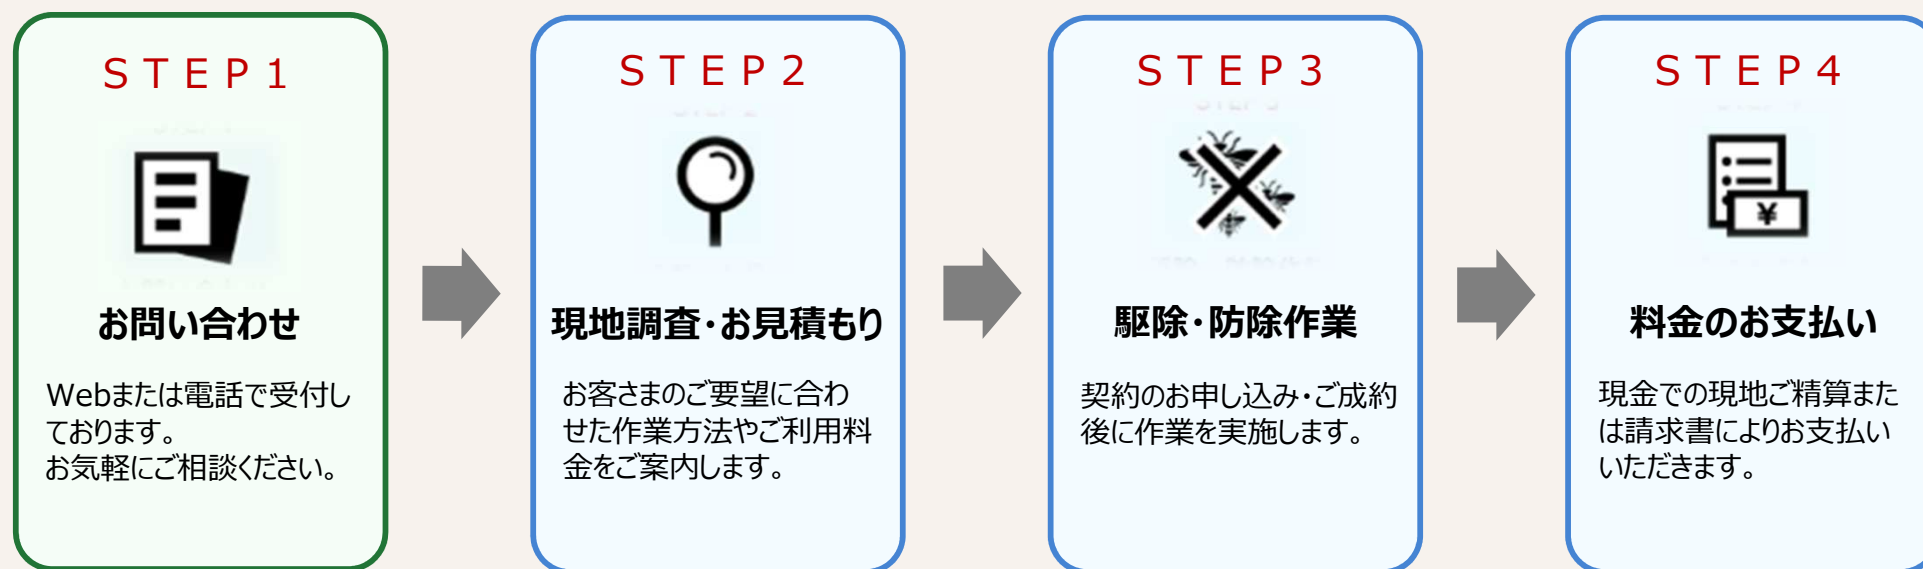 STEP1
お問い合わせ
Webまたは電話で受付し
ております。
お気軽にご相談ください。
STEP2
現地調査･お見積もり
お客さまのご要望に合わ
せた作業方法やご利用料
金をご案内します。
STEP3
駆除･防除作業
契約のお申し込み･ご成約
後に作業を実施します。
STEP4
¥
料金のお支払い
現金での現地ご精算また
は請求書によりお支払い
いただきます。